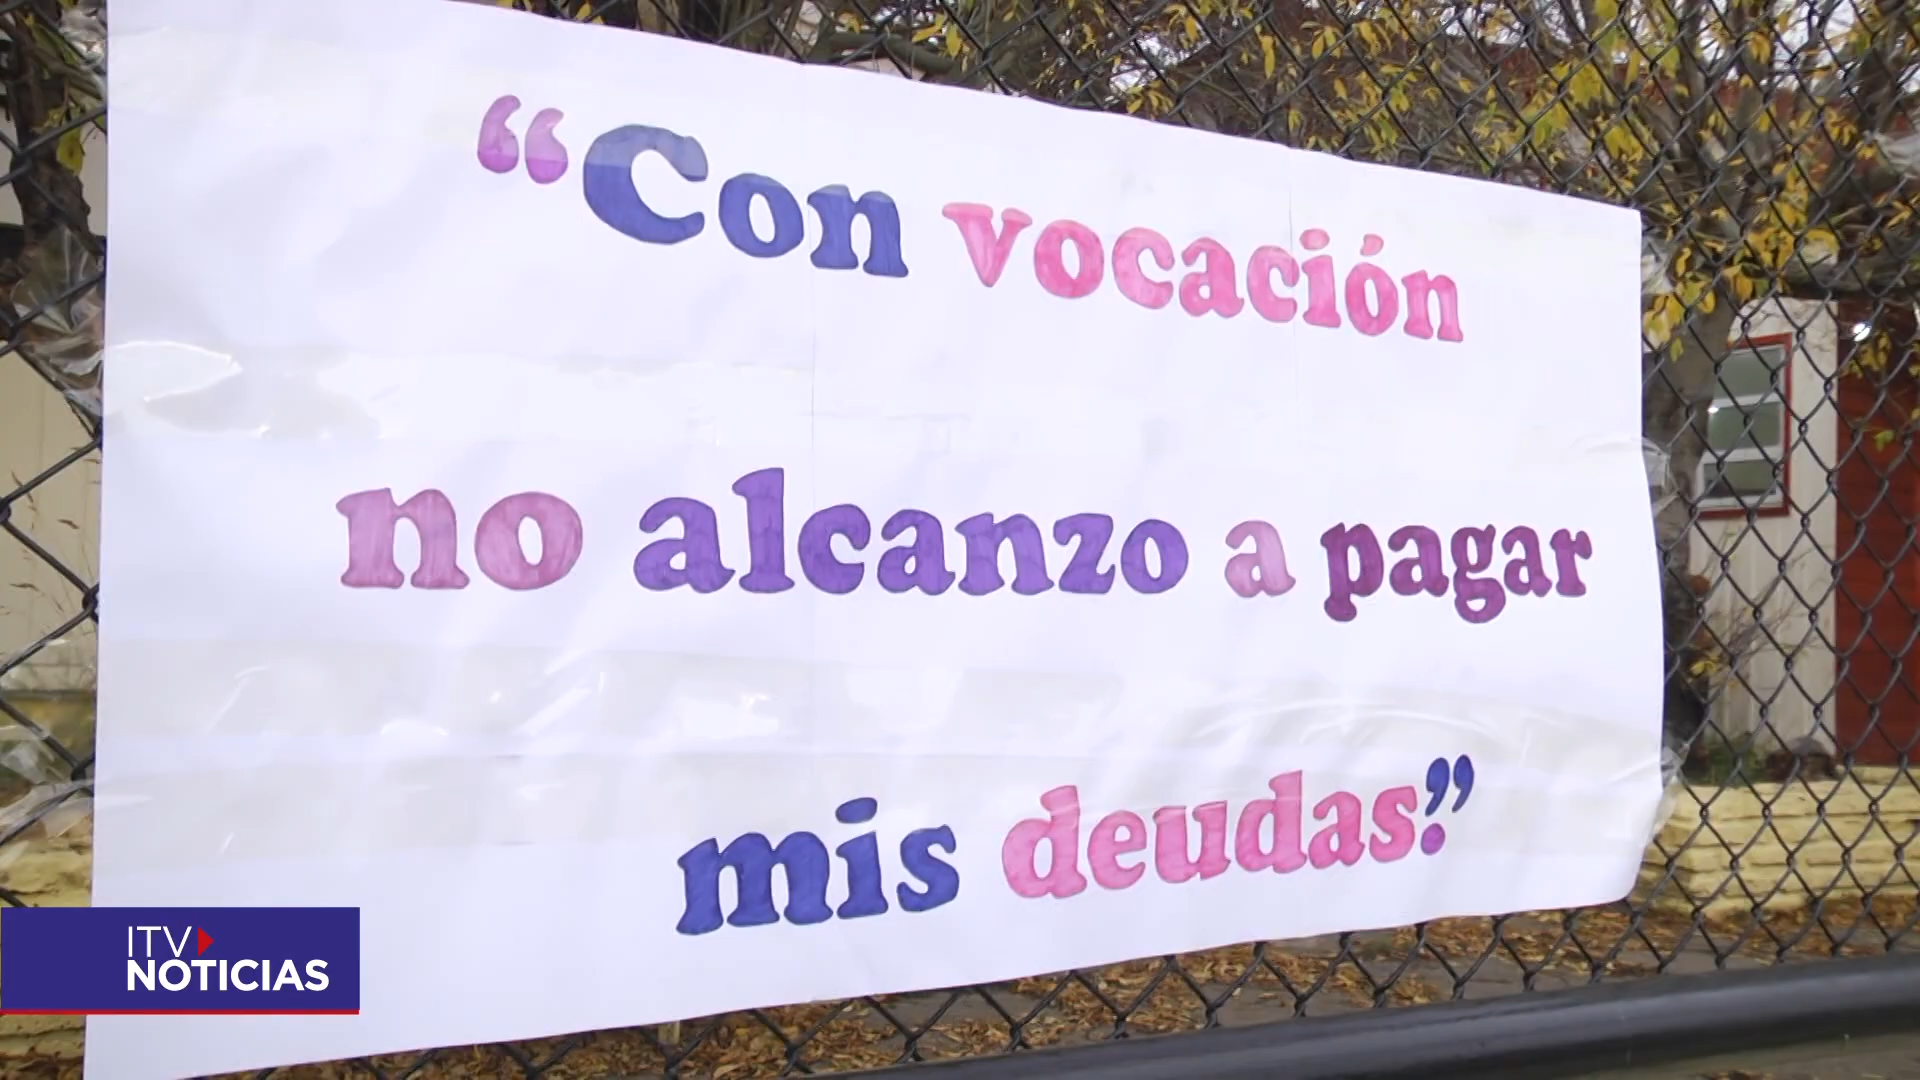 “Con vocación
no alcanzo a pagar
mis deudas.”
ITV
NOTICIAS